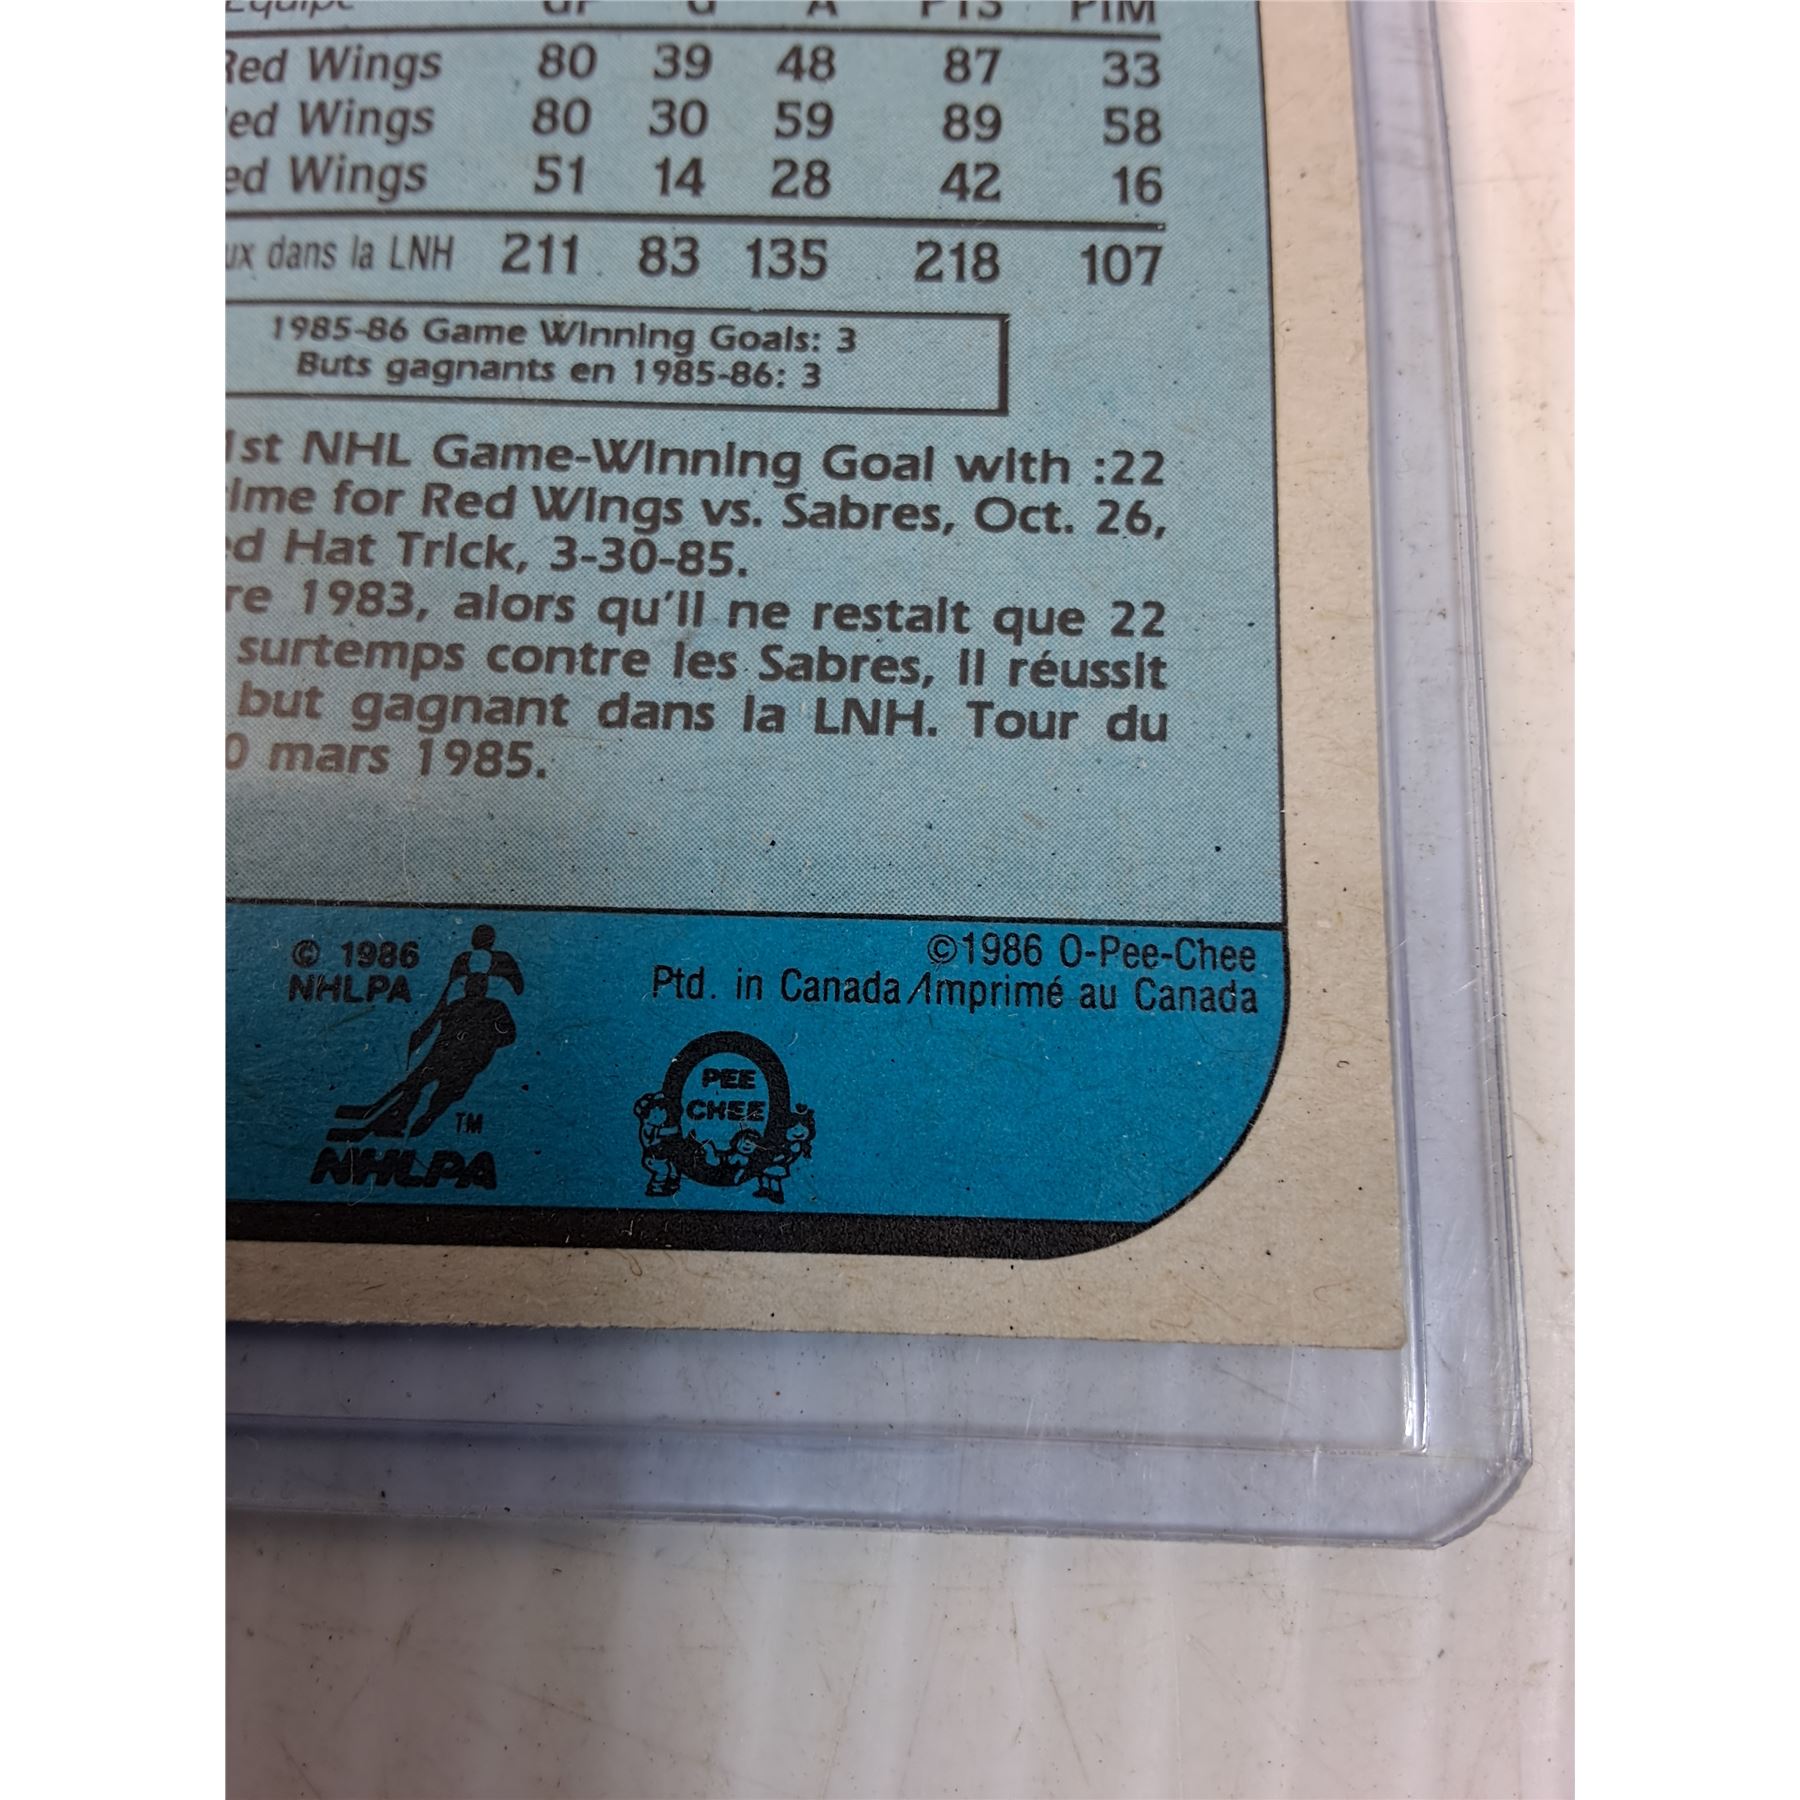 Equipe GP G A PTS PIM
Red Wings 80 39 48 87 33
ed Wings 80 30 59 89 58
ed Wings 51 14 28 42 16
ux dans la LNH 211 83 135 218 107
1985-86 Game Winning Goals: 3
Buts gagnants en 1985-86: 3
1st NHL Game-Winning Goal with :22
ime for Red Wings vs. Sabres, Oct. 26,
ed Hat Trick, 3-30-85.
re 1983, alors qu'il ne restait que 22
surtemps contre les Sabres, il réussit
but gagnant dans la LNH. Tour du
0 mars 1985.
© 1986
NHLPA
©1986 O-Pee-Chee
Ptd. in Canada/Imprimé au Canada
TM
NHLPA
PEE
CHEE